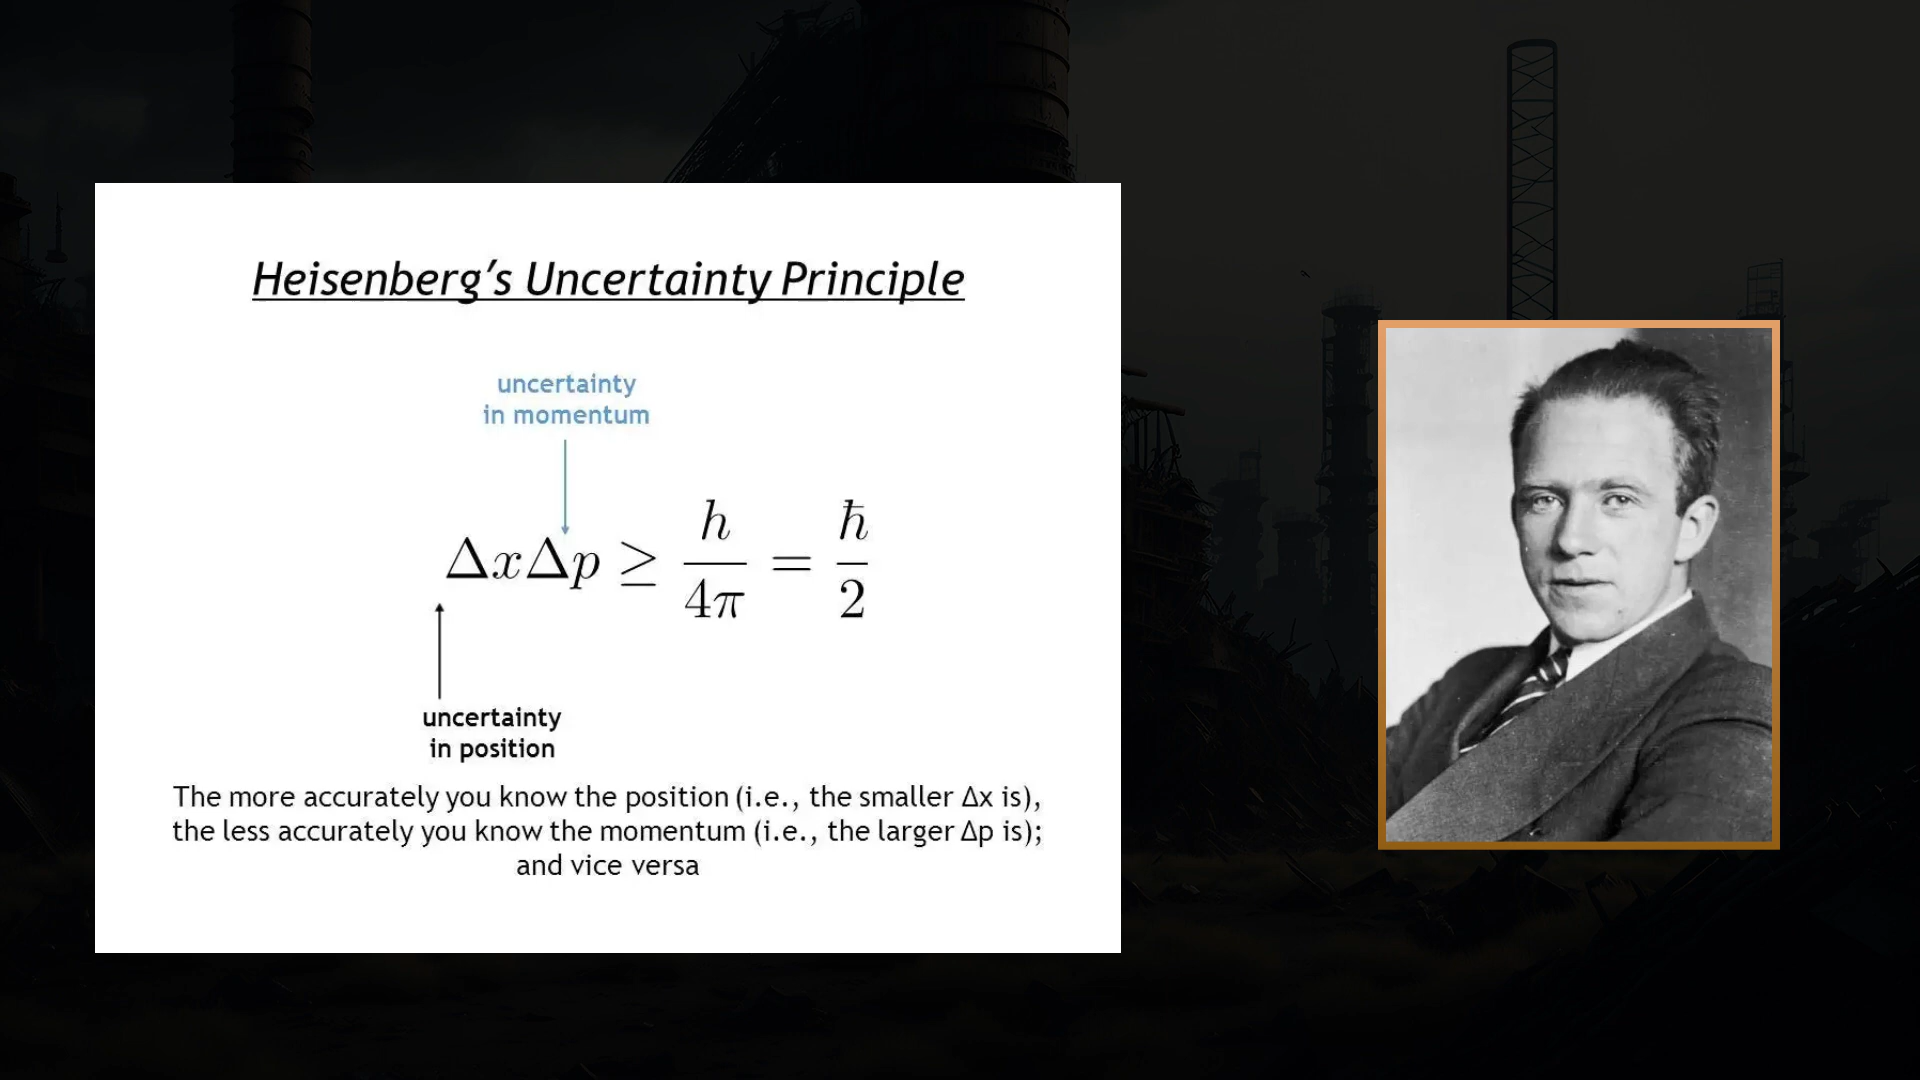 Heisenberg’s Uncertainty Principle
uncertainty
in momentum
ΔxΔp ≥ h/4π = ℏ/2
uncertainty
in position
The more accurately you know the position (i.e., the smaller Δx is),
the less accurately you know the momentum (i.e., the larger Δp is);
and vice versa